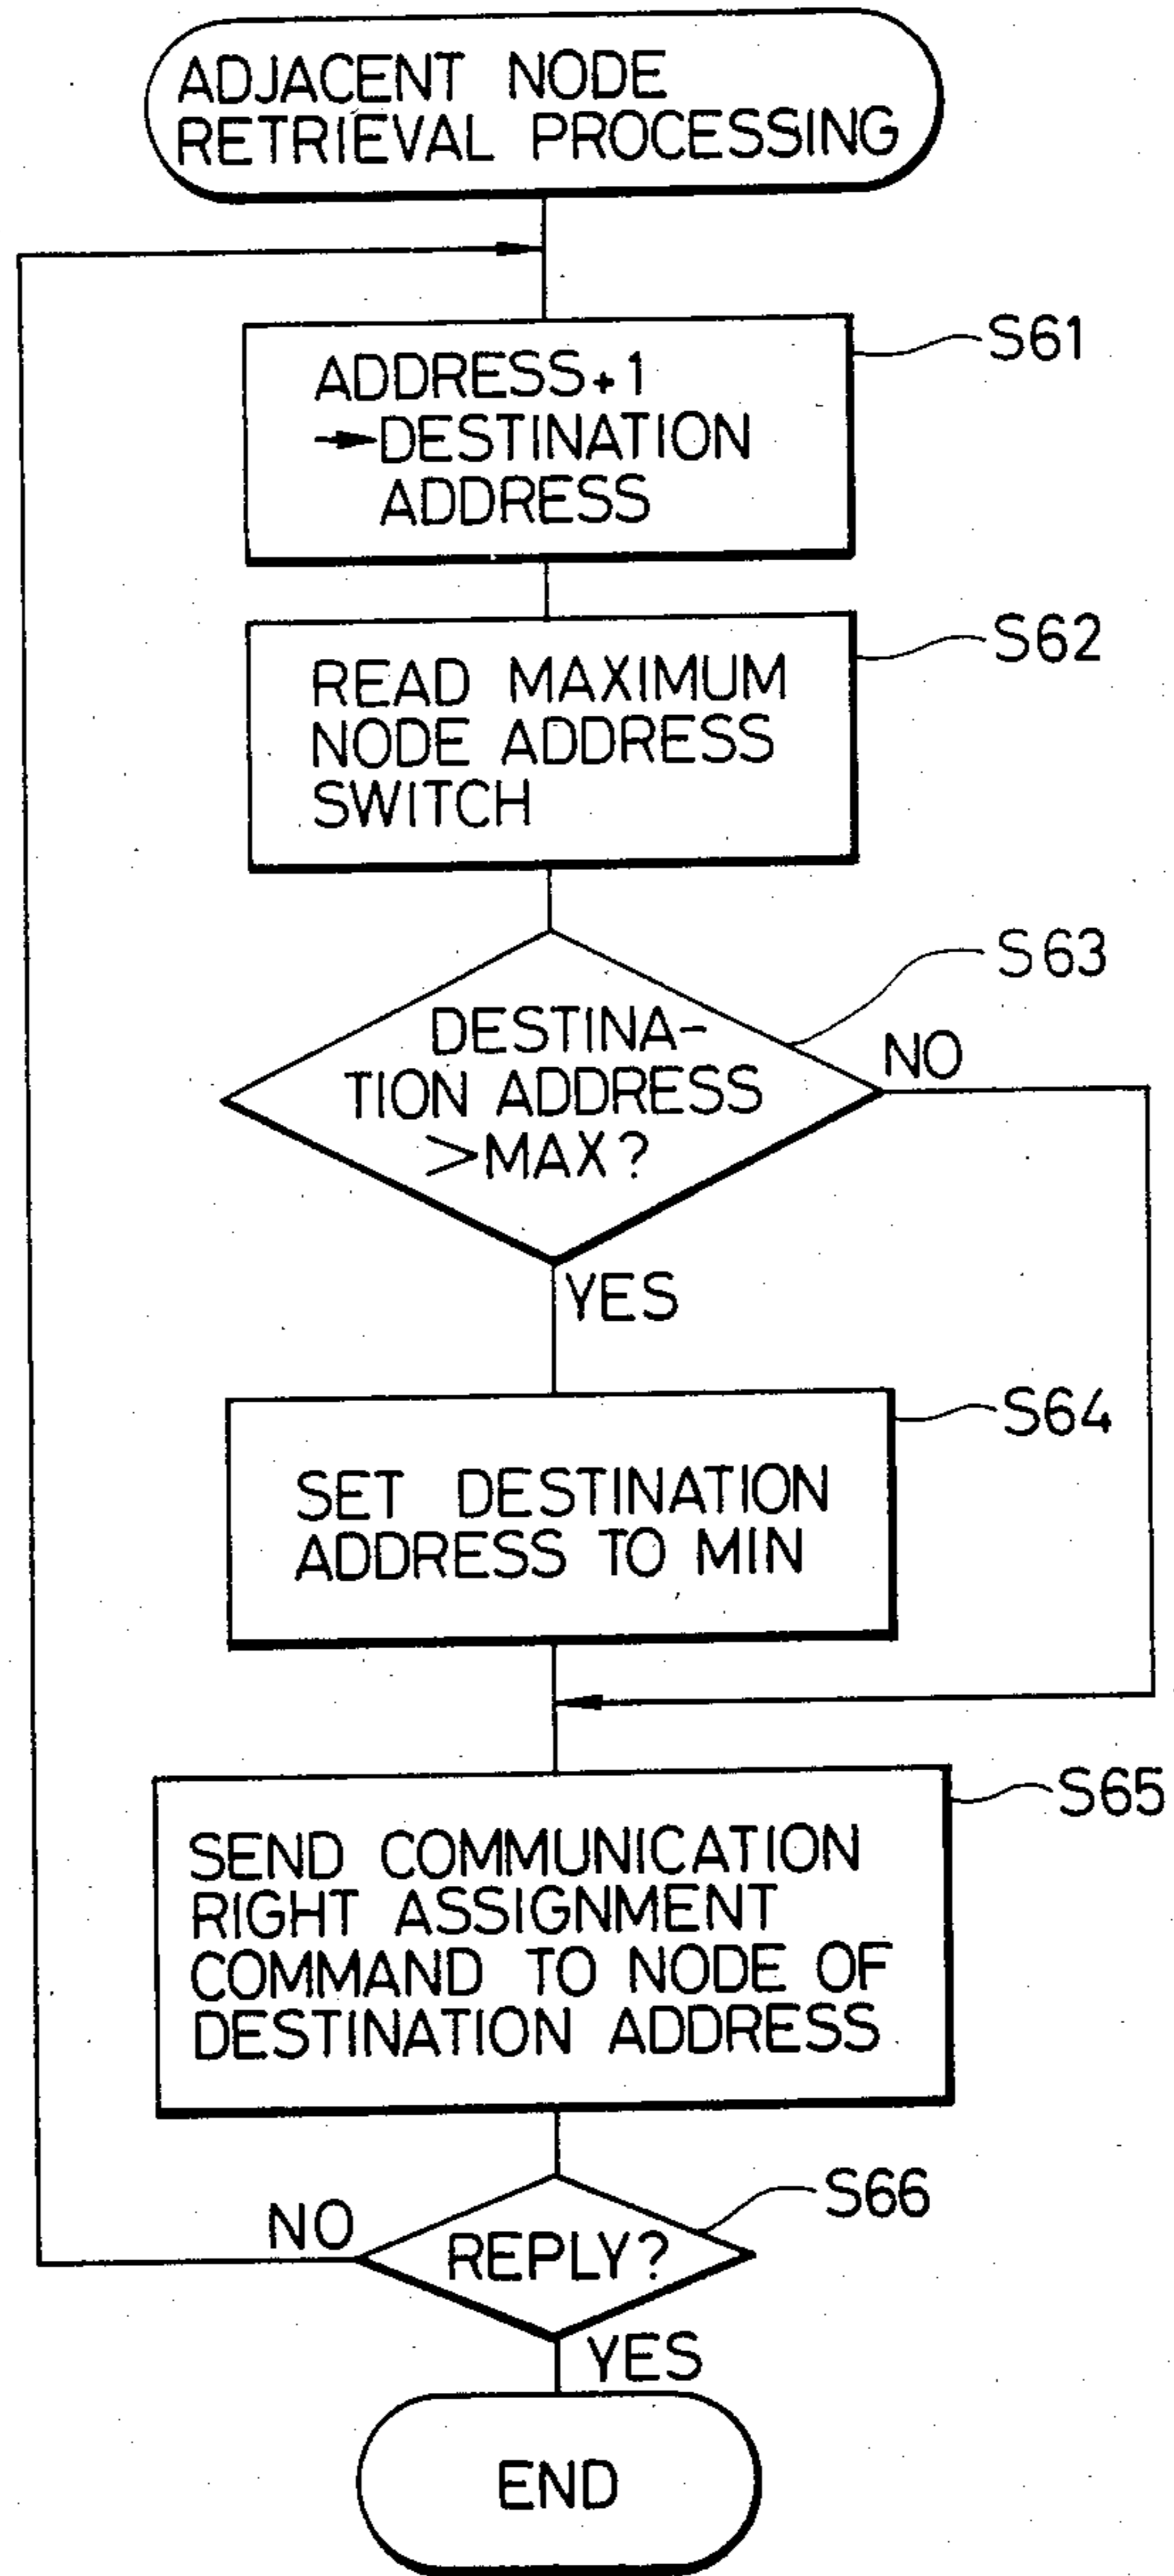 ADJACENT NODE
RETRIEVAL PROCESSING
ADDRESS+1
→DESTINATION
ADDRESS
S61
READ MAXIMUM
NODE ADDRESS
SWITCH
S62
DESTINA-
TION ADDRESS
>MAX?
S63
NO
YES
SET DESTINATION
ADDRESS TO MIN
S64
SEND COMMUNICATION
RIGHT ASSIGNMENT
COMMAND TO NODE OF
DESTINATION ADDRESS
S65
REPLY?
S66
NO
YES
END